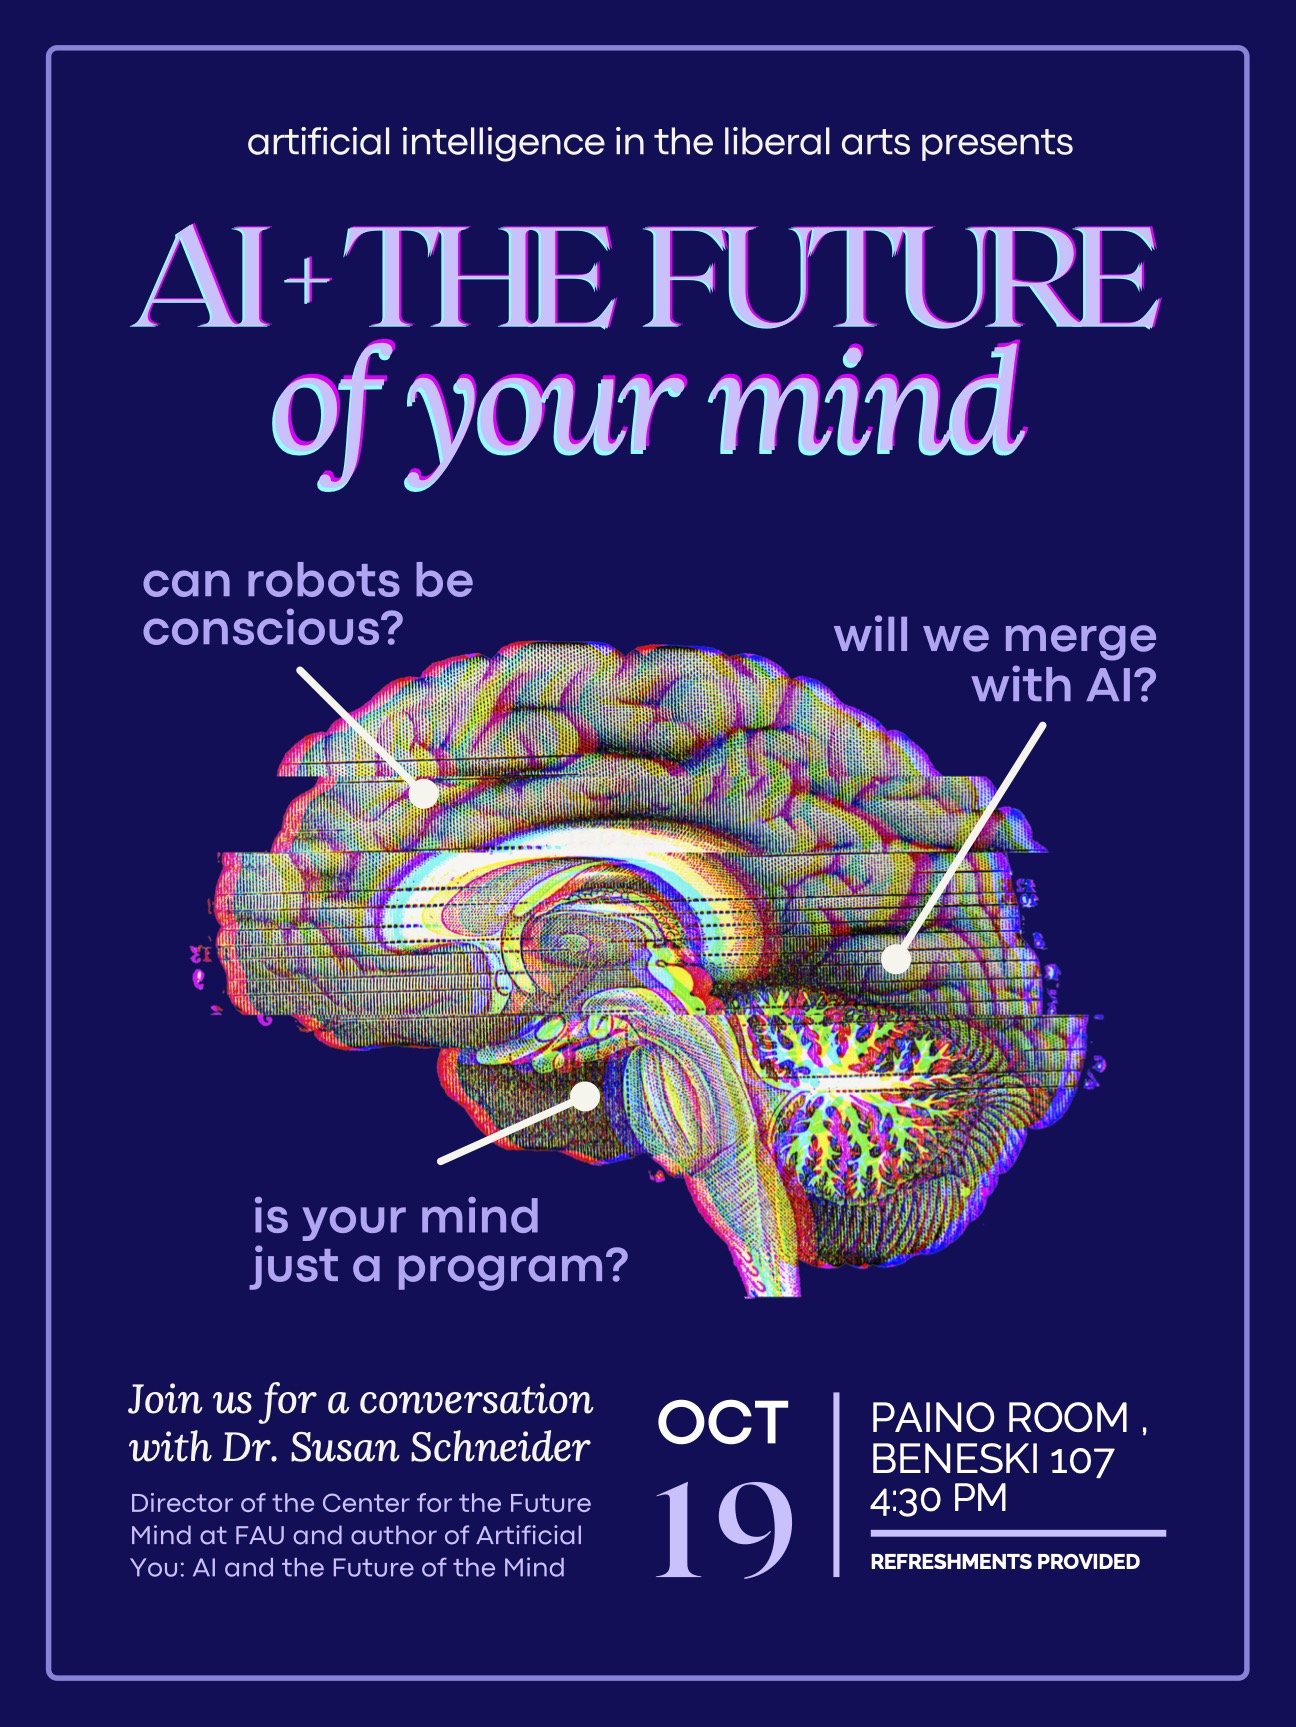 artificial intelligence in the liberal arts presents
AI + THE FUTURE
of your mind
can robots be
conscious?
will we merge
with AI?
is your mind
just a program?
Join us for a conversation
with Dr. Susan Schneider
Director of the Center for the Future
Mind at FAU and author of Artificial
You: AI and the Future of the Mind
OCT
19
PAINO ROOM ,
BENESKI 107
4:30 PM
REFRESHMENTS PROVIDED